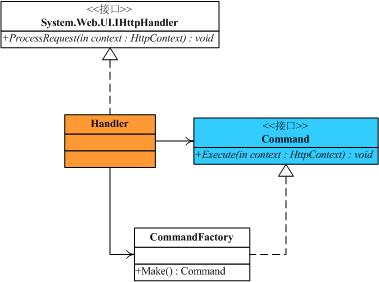 <<接口>>
System.Web.UI.IHttpHandler
+ProcessRequest(in context : HttpContext) : void
Handler
<<接口>>
Command
+Execute(in context : HttpContext) : void
CommandFactory
+Make() : Command